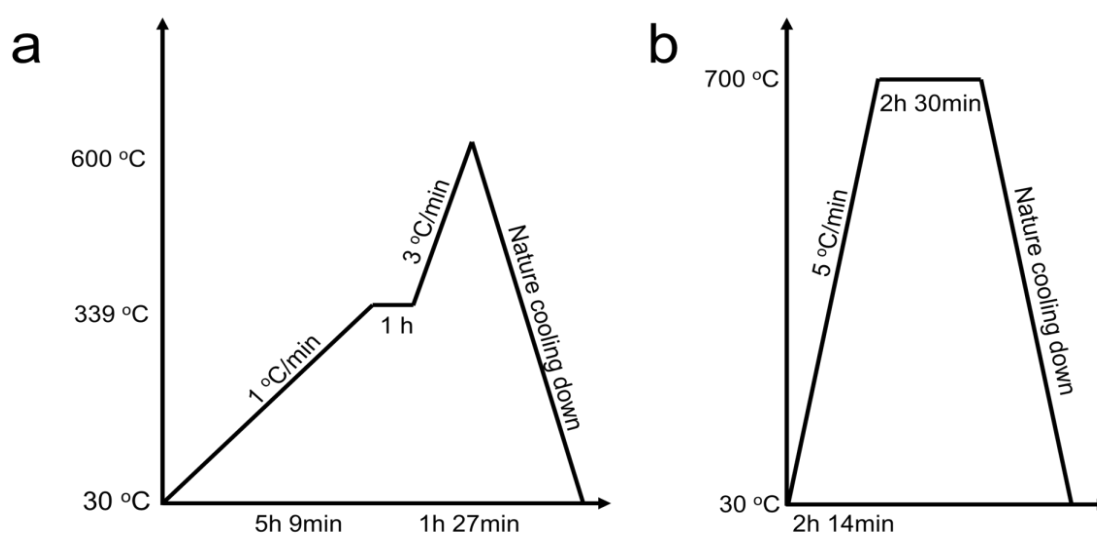 a
600 °C
339 °C
30 °C
1 °C/min
1 h
3 °C/min
Nature cooling down
5h 9min
1h 27min
b
700 °C
30 °C
5 °C/min
2h 30min
Nature cooling down
2h 14min